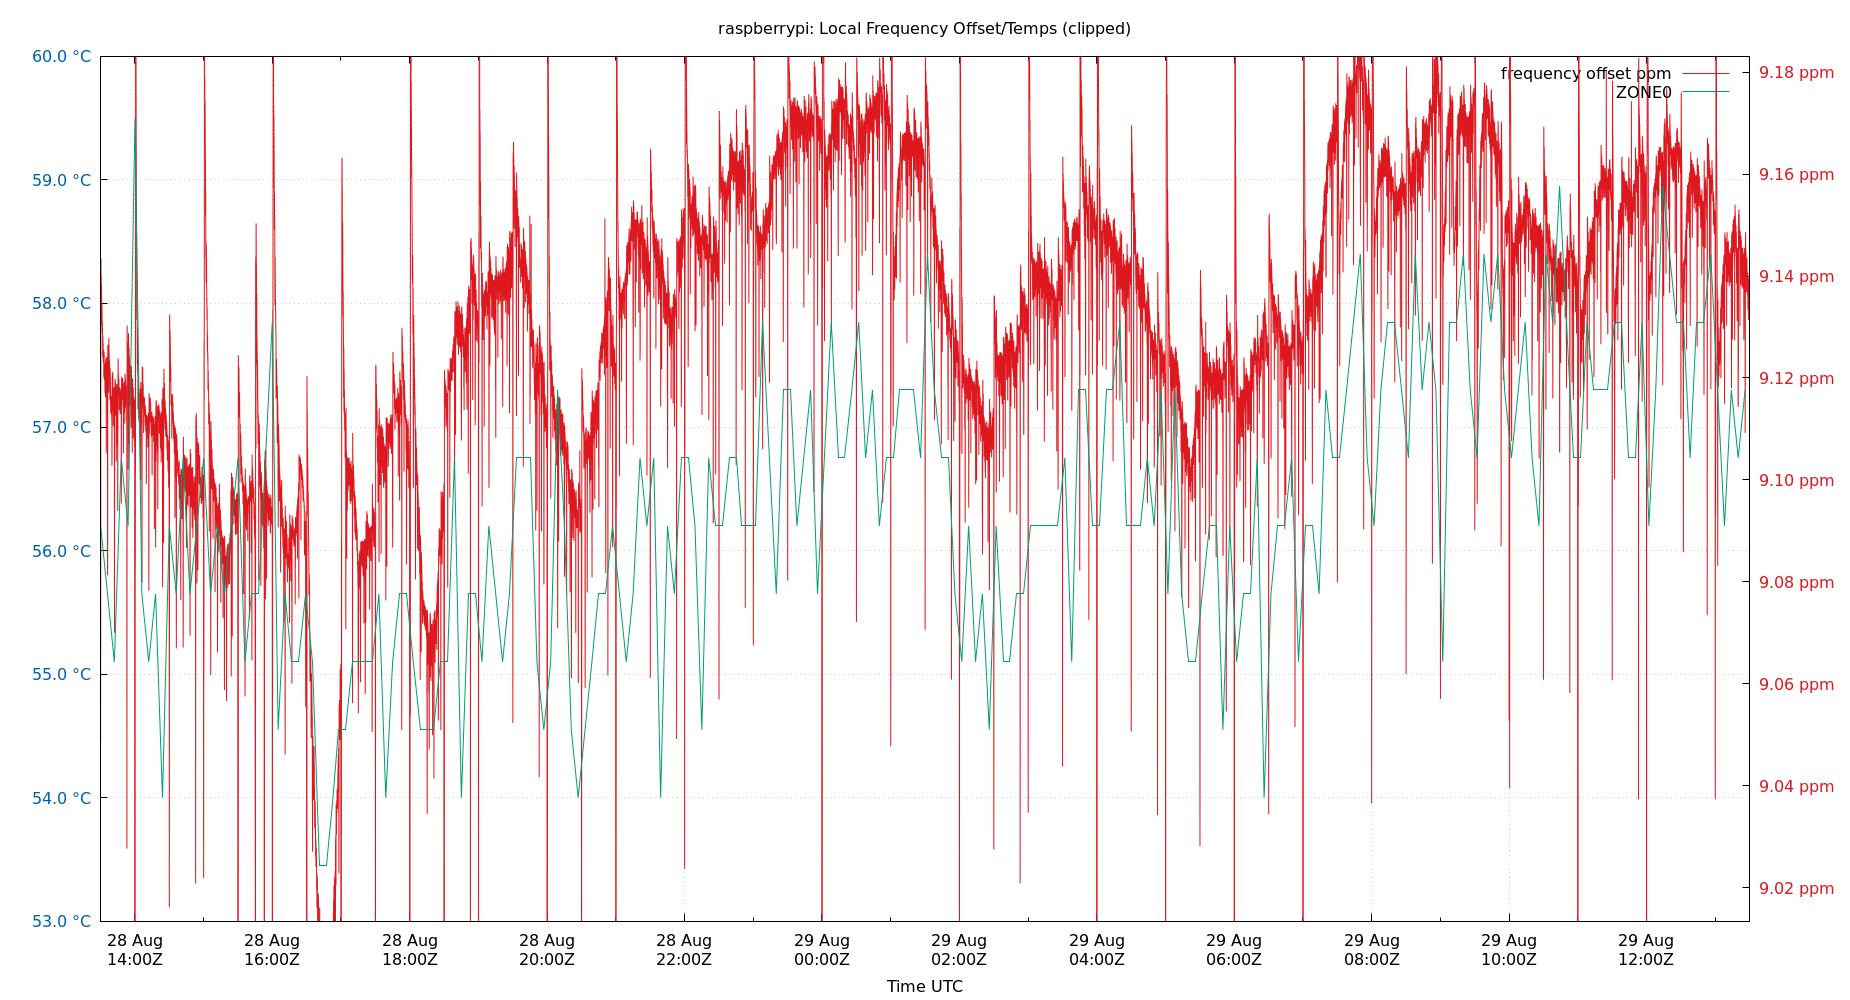 raspberrypi: Local Frequency Offset/Temps (clipped)
60.0 °C
59.0 °C
58.0 °C
57.0 °C
56.0 °C
55.0 °C
54.0 °C
53.0 °C
frequency offset ppm
ZONE0
9.18 ppm
9.16 ppm
9.14 ppm
9.12 ppm
9.10 ppm
9.08 ppm
9.06 ppm
9.04 ppm
9.02 ppm
28 Aug 28 Aug 28 Aug 28 Aug 28 Aug 29 Aug 29 Aug 29 Aug 29 Aug 29 Aug 29 Aug 29 Aug
14:00Z 16:00Z 18:00Z 20:00Z 22:00Z 00:00Z 02:00Z 04:00Z 06:00Z 08:00Z 10:00Z 12:00Z
Time UTC